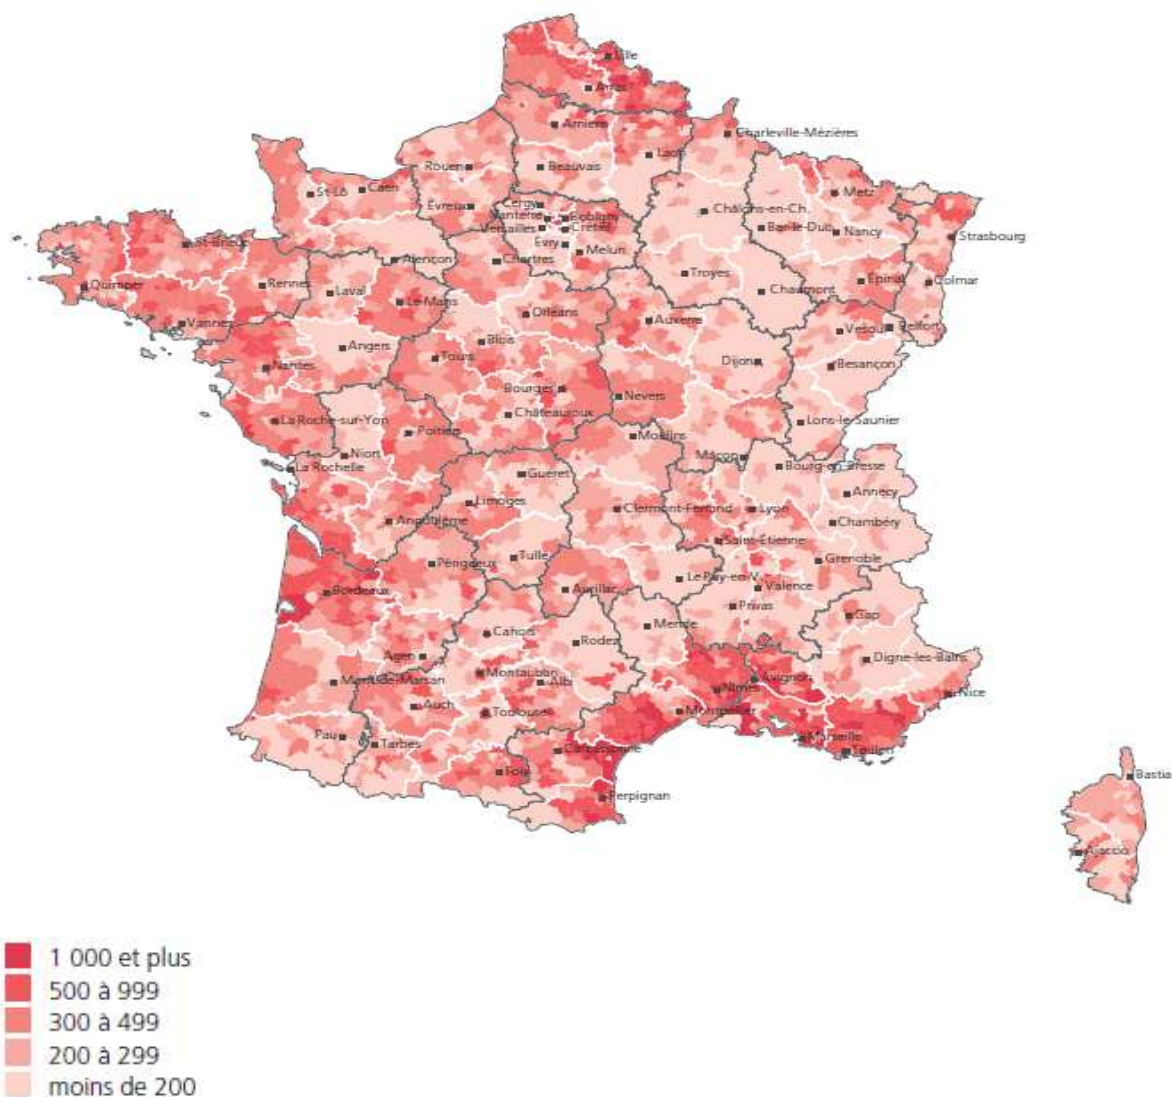 Lille
Arras
Amiens
Charleville-Mézières
Laon
Rouen
Beauvais
Metz
St-Lô
Caen
Évreux
Cergy
Nanterre
Bobigny
Versailles
Créteil
Châlons-en-Ch.
Bar-le-Duc
Nancy
Strasbourg
Evry
Melun
St-Brieuc
Alençon
Chartres
Troyes
Chaumont
Epinal
Colmar
Quimper
Rennes
Laval
Le Mans
Orléans
Auxerre
Vesoul
Belfort
Vannes
Angers
Blois
Tours
Dijon
Besançon
Nantes
Bourges
Nevers
Châteauroux
La Roche-sur-Yon
Poitiers
Moulins
Lons-le-Saunier
Niort
Mâcon
La Rochelle
Bourg-en-Bresse
Guéret
Annecy
Limoges
Clermont-Ferrand
Lyon
Angoulême
Chambéry
Saint-Étienne
Tulle
Périgueux
Grenoble
Le Puy-en-V.
Valence
Bordeaux
Aurillac
Privas
Gap
Mende
Cahors
Rodez
Agen
Digne-les-Bains
Montauban
Avignon
Mont-de-Marsan
Albi
Nîmes
Nice
Auch
Toulouse
Montpellier
Pau
Tarbes
Marseille
Carcassonne
Toulon
Foix
Bastia
Perpignan
Ajaccio
1 000 et plus
500 à 999
300 à 499
200 à 299
moins de 200